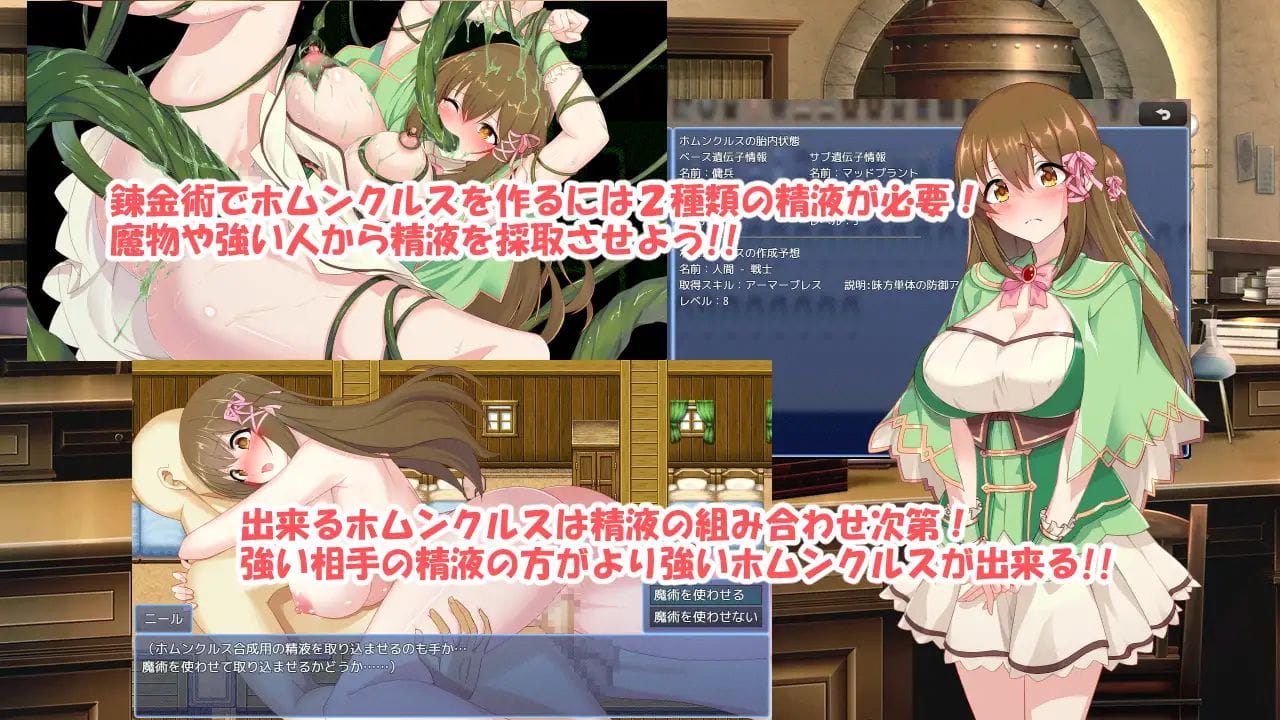 ホムンクルスの胎内状態
ベース遺伝子情報 サブ遺伝子情報
名前：傭兵 名前：マッドプラント
錬金術でホムンクルスを作るには２種類の精液が必要！
魔物や強い人から精液を採取させよう!!
スの作成予想
名前：人間 - 戦士
取得スキル：アーマーブレス 説明:味方単体の防御ア
レベル：8
出来るホムンクルスは精液の組み合わせ次第！
強い相手の精液の方がより強いホムンクルスが出来る!!
魔術を使わせる
魔術を使わせない
ニール
（ホムンクルス合成用の精液を取り込ませるのも手か…
魔術を使わせて取り込ませるかどうか……）